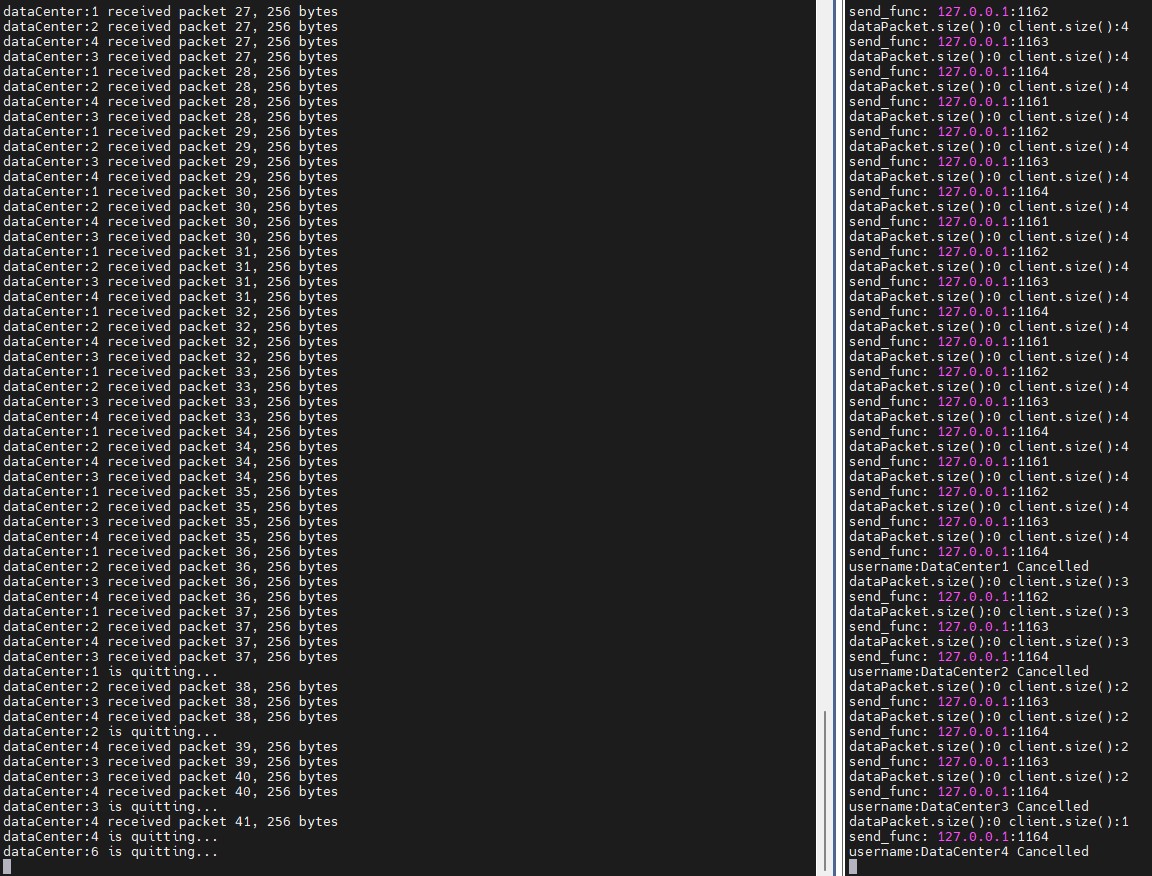 dataCenter:1 received packet 27, 256 bytes
dataCenter:2 received packet 27, 256 bytes
dataCenter:4 received packet 27, 256 bytes
dataCenter:3 received packet 27, 256 bytes
dataCenter:1 received packet 28, 256 bytes
dataCenter:2 received packet 28, 256 bytes
dataCenter:4 received packet 28, 256 bytes
dataCenter:3 received packet 28, 256 bytes
dataCenter:1 received packet 29, 256 bytes
dataCenter:2 received packet 29, 256 bytes
dataCenter:3 received packet 29, 256 bytes
dataCenter:4 received packet 29, 256 bytes
dataCenter:1 received packet 30, 256 bytes
dataCenter:2 received packet 30, 256 bytes
dataCenter:4 received packet 30, 256 bytes
dataCenter:3 received packet 30, 256 bytes
dataCenter:1 received packet 31, 256 bytes
dataCenter:2 received packet 31, 256 bytes
dataCenter:3 received packet 31, 256 bytes
dataCenter:4 received packet 31, 256 bytes
dataCenter:1 received packet 32, 256 bytes
dataCenter:2 received packet 32, 256 bytes
dataCenter:4 received packet 32, 256 bytes
dataCenter:3 received packet 32, 256 bytes
dataCenter:1 received packet 33, 256 bytes
dataCenter:2 received packet 33, 256 bytes
dataCenter:3 received packet 33, 256 bytes
dataCenter:4 received packet 33, 256 bytes
dataCenter:1 received packet 34, 256 bytes
dataCenter:2 received packet 34, 256 bytes
dataCenter:4 received packet 34, 256 bytes
dataCenter:3 received packet 34, 256 bytes
dataCenter:1 received packet 35, 256 bytes
dataCenter:2 received packet 35, 256 bytes
dataCenter:3 received packet 35, 256 bytes
dataCenter:4 received packet 35, 256 bytes
dataCenter:1 received packet 36, 256 bytes
dataCenter:2 received packet 36, 256 bytes
dataCenter:3 received packet 36, 256 bytes
dataCenter:4 received packet 36, 256 bytes
dataCenter:1 received packet 37, 256 bytes
dataCenter:2 received packet 37, 256 bytes
dataCenter:4 received packet 37, 256 bytes
dataCenter:3 received packet 37, 256 bytes
dataCenter:1 is quitting...
dataCenter:2 received packet 38, 256 bytes
dataCenter:3 received packet 38, 256 bytes
dataCenter:4 received packet 38, 256 bytes
dataCenter:2 is quitting...
dataCenter:4 received packet 39, 256 bytes
dataCenter:3 received packet 39, 256 bytes
dataCenter:3 received packet 40, 256 bytes
dataCenter:4 received packet 40, 256 bytes
dataCenter:3 is quitting...
dataCenter:4 received packet 41, 256 bytes
dataCenter:4 is quitting...
dataCenter:6 is quitting...
send_func: 127.0.0.1:1162
dataPacket.size():0 client.size():4
send_func: 127.0.0.1:1163
dataPacket.size():0 client.size():4
send_func: 127.0.0.1:1164
dataPacket.size():0 client.size():4
send_func: 127.0.0.1:1161
dataPacket.size():0 client.size():4
send_func: 127.0.0.1:1162
dataPacket.size():0 client.size():4
send_func: 127.0.0.1:1163
dataPacket.size():0 client.size():4
send_func: 127.0.0.1:1164
dataPacket.size():0 client.size():4
send_func: 127.0.0.1:1161
dataPacket.size():0 client.size():4
send_func: 127.0.0.1:1162
dataPacket.size():0 client.size():4
send_func: 127.0.0.1:1163
dataPacket.size():0 client.size():4
send_func: 127.0.0.1:1164
dataPacket.size():0 client.size():4
send_func: 127.0.0.1:1161
dataPacket.size():0 client.size():4
send_func: 127.0.0.1:1162
dataPacket.size():0 client.size():4
send_func: 127.0.0.1:1163
dataPacket.size():0 client.size():4
send_func: 127.0.0.1:1164
dataPacket.size():0 client.size():4
send_func: 127.0.0.1:1161
dataPacket.size():0 client.size():4
send_func: 127.0.0.1:1162
dataPacket.size():0 client.size():4
send_func: 127.0.0.1:1163
dataPacket.size():0 client.size():4
send_func: 127.0.0.1:1164
username:DataCenter1 Cancelled
dataPacket.size():0 client.size():3
send_func: 127.0.0.1:1162
dataPacket.size():0 client.size():3
send_func: 127.0.0.1:1163
dataPacket.size():0 client.size():3
send_func: 127.0.0.1:1164
username:DataCenter2 Cancelled
dataPacket.size():0 client.size():2
send_func: 127.0.0.1:1163
dataPacket.size():0 client.size():2
send_func: 127.0.0.1:1164
dataPacket.size():0 client.size():2
send_func: 127.0.0.1:1163
dataPacket.size():0 client.size():2
send_func: 127.0.0.1:1164
username:DataCenter3 Cancelled
dataPacket.size():0 client.size():1
send_func: 127.0.0.1:1164
username:DataCenter4 Cancelled